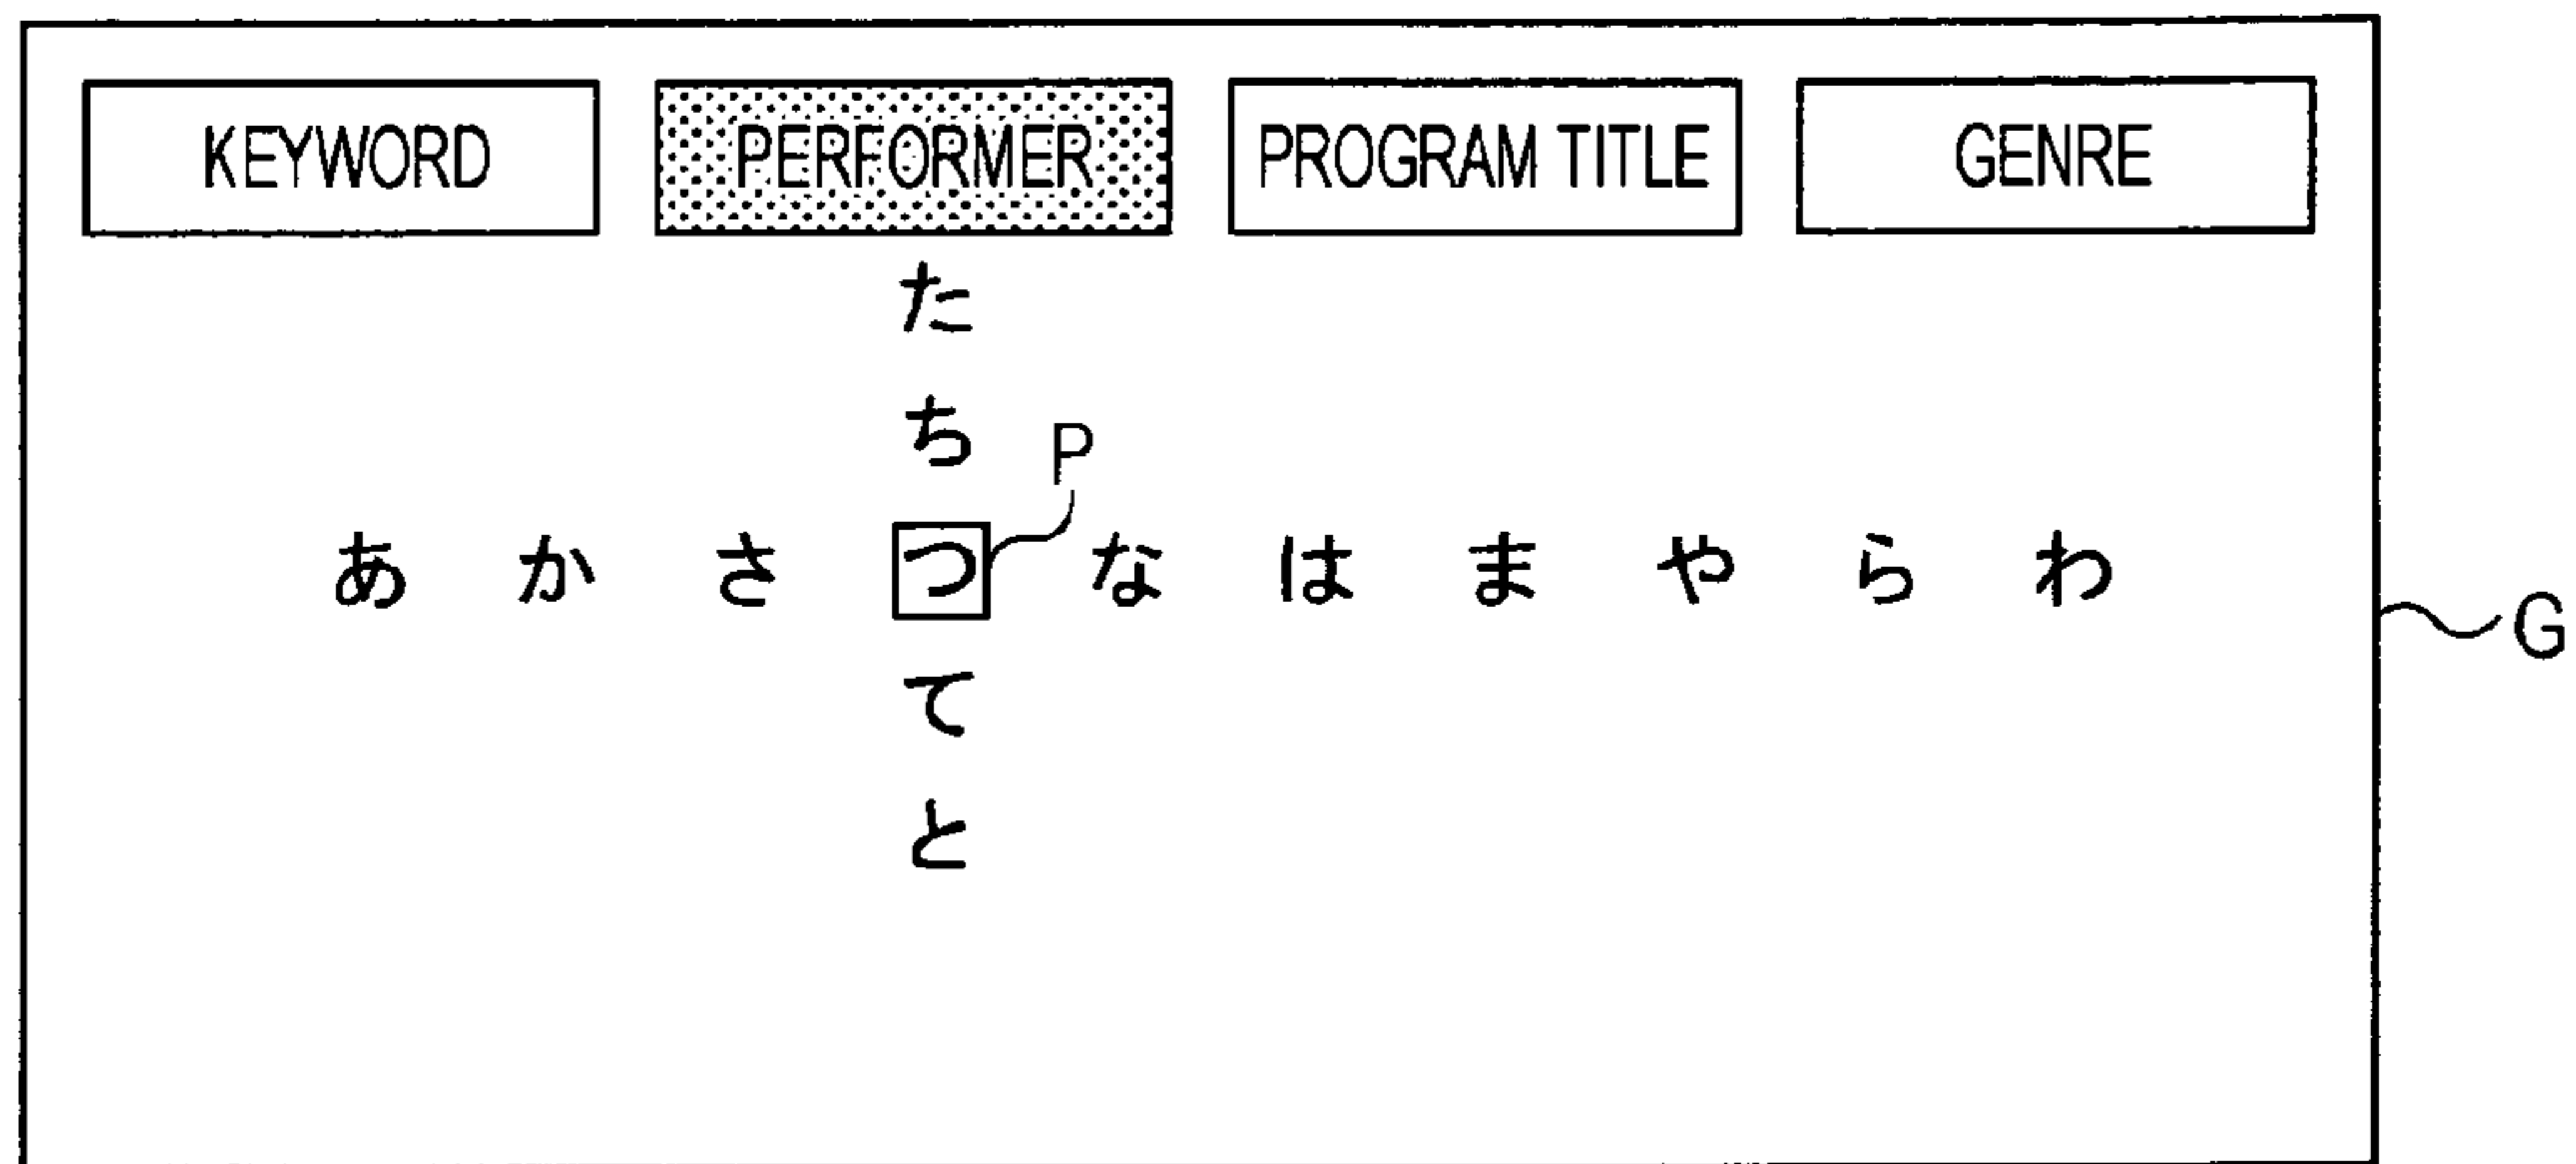 KEYWORD PERFORMER PROGRAM TITLE GENRE
た
ち
P
あ か さ つ な は ま や ら わ
G
て
と